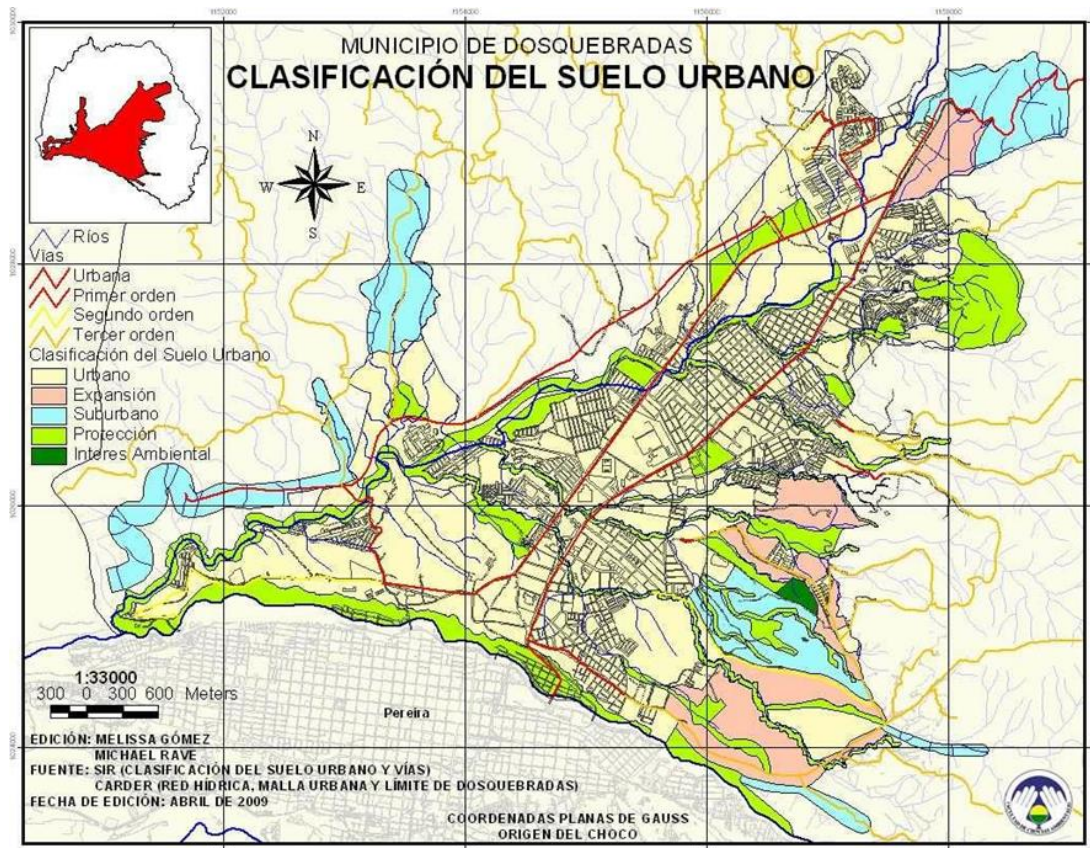 MUNICIPIO DE DOSQUEBRADAS
CLASIFICACIÓN DEL SUELO URBANO
N
W E
S
Ríos
Vías
Urbana
Primer orden
Segundo orden
Tercer orden
Clasificación del Suelo Urbano
Urbano
Expansión
Suburbano
Protección
Interes Ambiental
1:33000
300 0 300 600 Meters
Pereira
EDICIÓN: MELISSA GÓMEZ
MICHAEL RAVE
FUENTE: SIR (CLASIFICACIÓN DEL SUELO URBANO Y VÍAS)
CARDER (RED HÍDRICA, MALLA URBANA Y LÍMITE DE DOSQUEBRADAS)
FECHA DE EDICIÓN: ABRIL DE 2009
COORDENADAS PLANAS DE GAUSS
ORIGEN DEL CHOCO